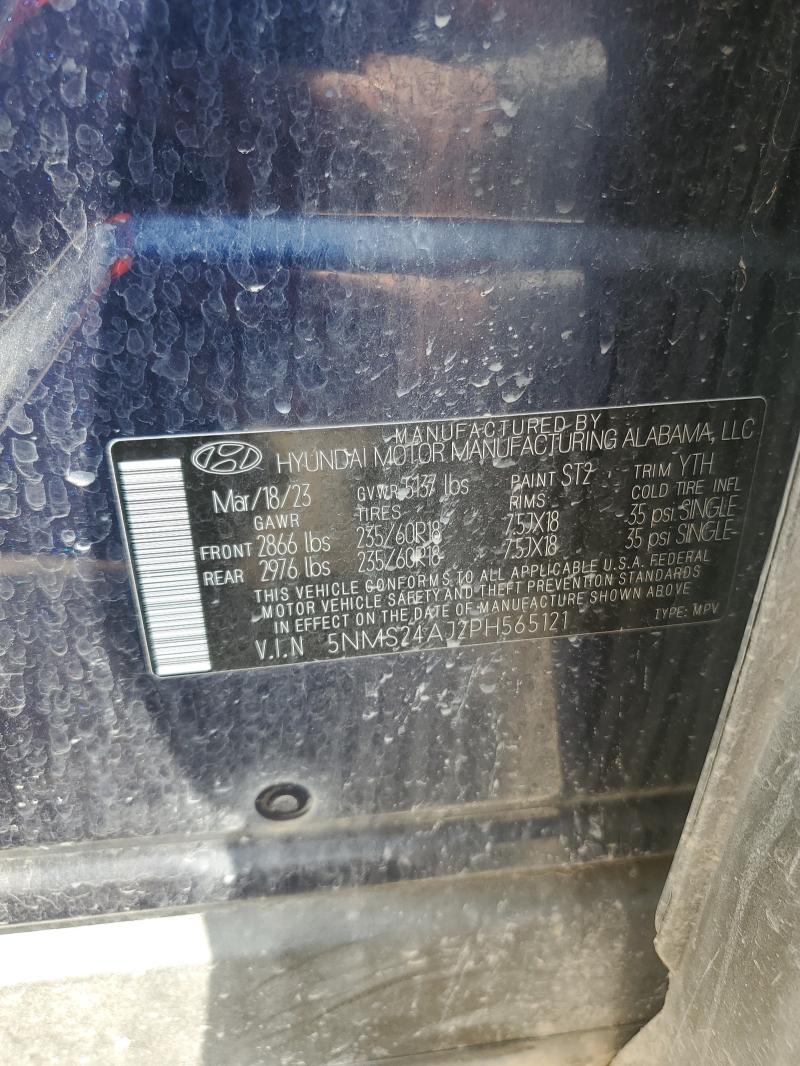 MANUFACTURED BY
HYUNDAI MOTOR MANUFACTURING ALABAMA, LLC
Mar/18/23 GVWR 5137 lbs PAINT ST2 TRIM YTH
GAWR TIRES RIMS COLD TIRE INFL
FRONT 2866 lbs 235/60R18 7.5JX18 35 psi SINGLE
REAR 2976 lbs 235/60R18 7.5JX18 35 psi SINGLE
THIS VEHICLE CONFORMS TO ALL APPLICABLE U.S.A. FEDERAL
MOTOR VEHICLE SAFETY AND THEFT PREVENTION STANDARDS
IN EFFECT ON THE DATE OF MANUFACTURE SHOWN ABOVE
V.I.N 5NMS24AJ2PH565121 TYPE: MPV